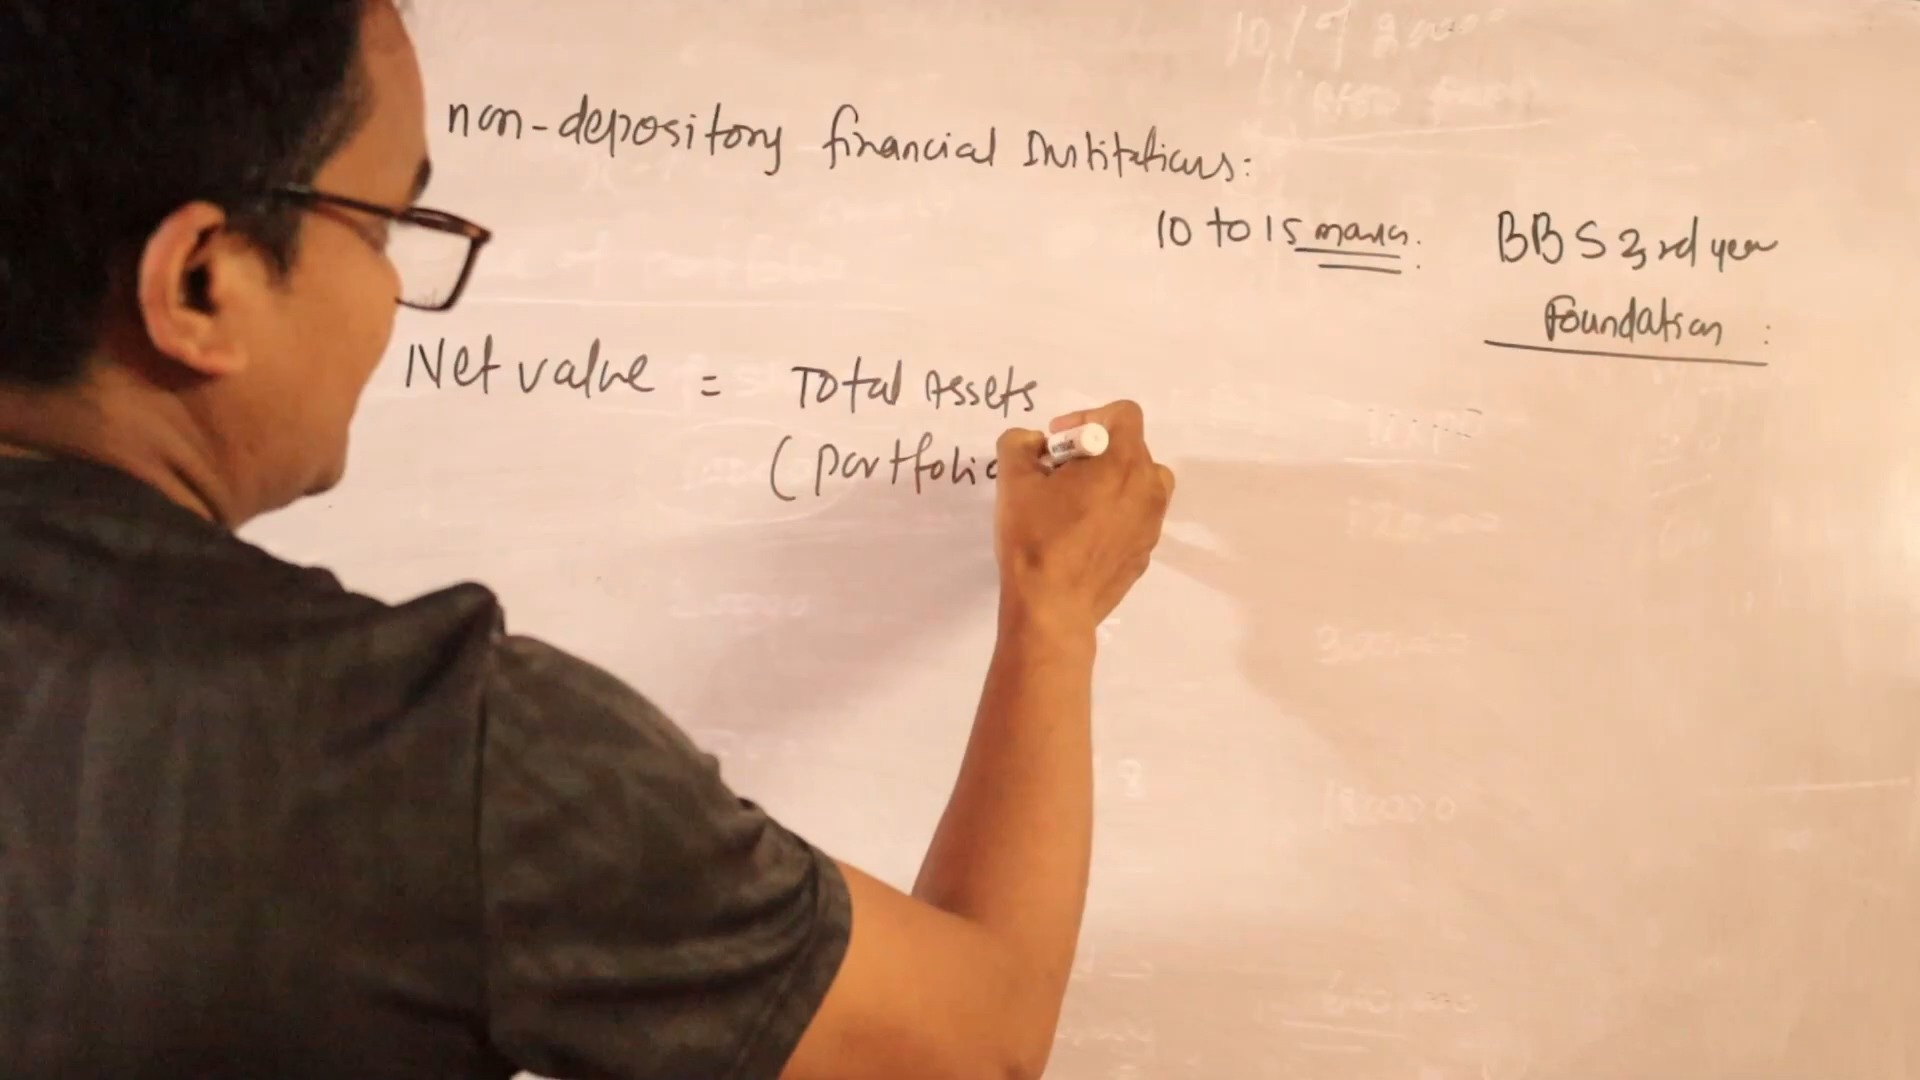 non-depository financial Institutions:
10 to 15 marks.
BBS 3rd year
Foundation :
Net value = Total Assets
(portfolio